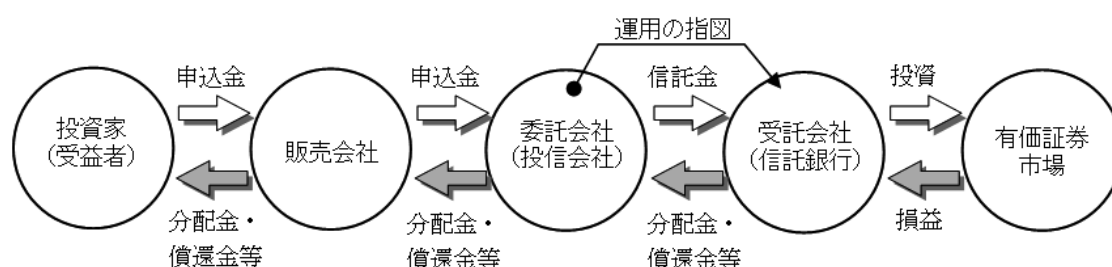 運用の指図
申込金
申込金
信託金
投資
投資家
(受益者)
販売会社
委託会社
(投信会社)
受託会社
(信託銀行)
有価証券
市場
分配金・
償還金等
分配金・
償還金等
分配金・
償還金等
損益